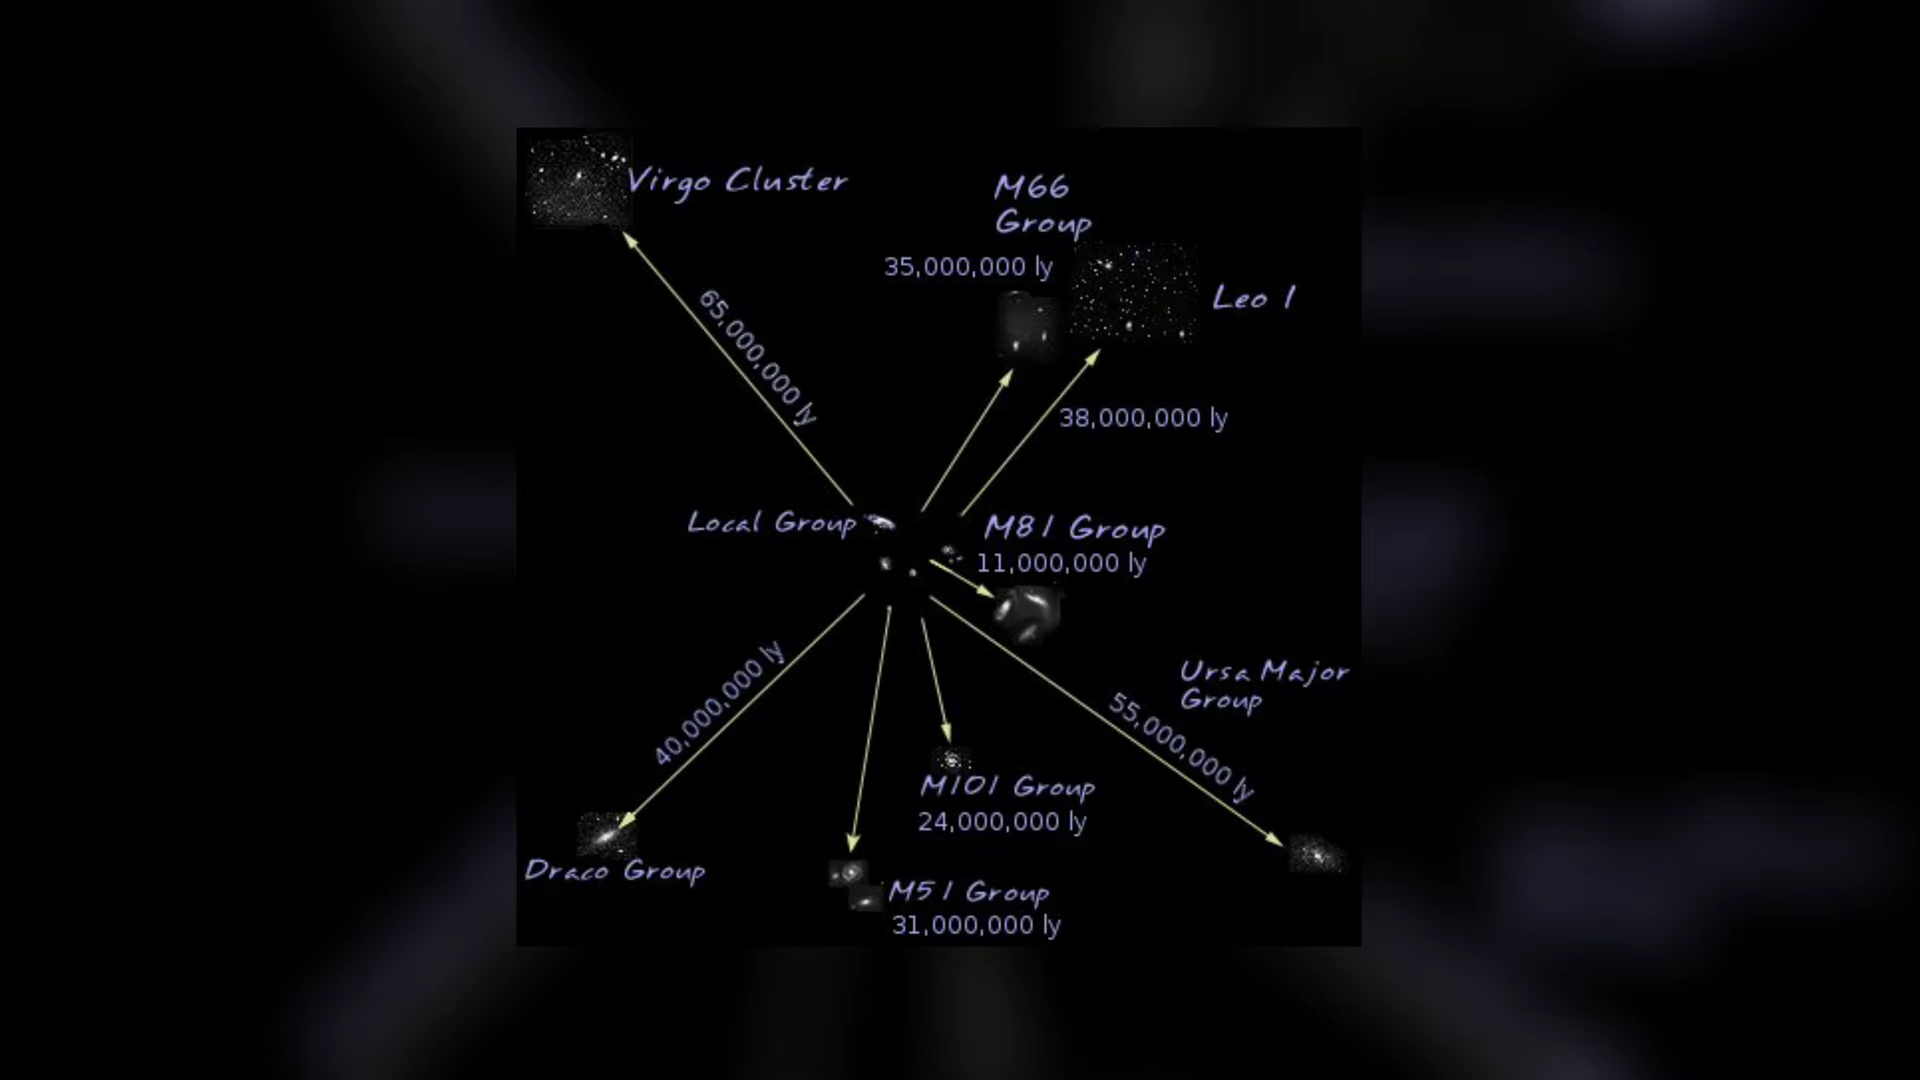 Virgo Cluster
M66
Group
35,000,000 ly
Leo 1
65,000,000 ly
38,000,000 ly
Local Group
M81 Group
11,000,000 ly
Ursa Major
Group
40,000,000 ly
55,000,000 ly
M101 Group
24,000,000 ly
Draco Group
M51 Group
31,000,000 ly